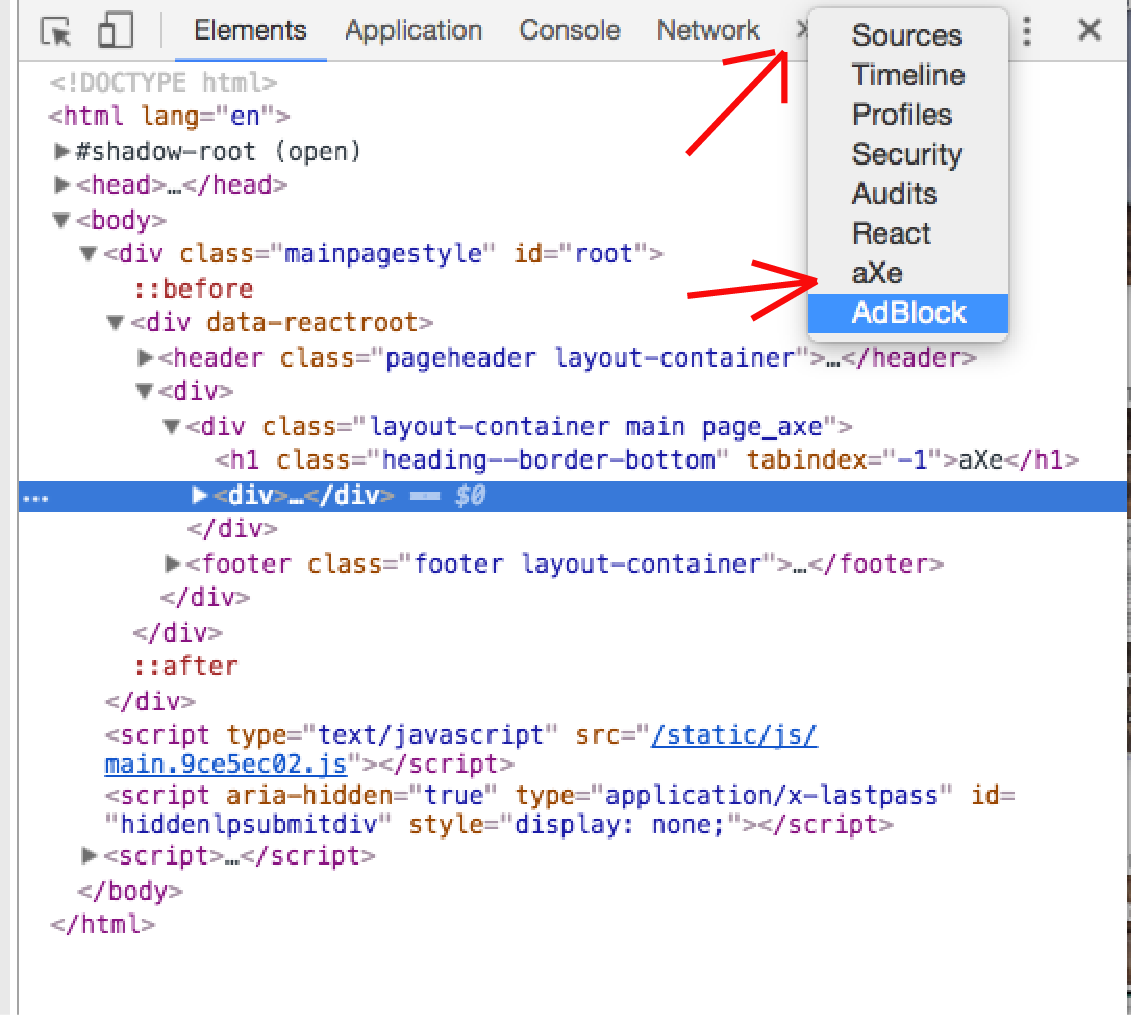 Elements Application Console Network
Sources
Timeline
Profiles
Security
Audits
React
aXe
AdBlock
<!DOCTYPE html>
<html lang="en">
▶#shadow-root (open)
▶<head>…</head>
▼<body>
▼<div class="mainpagestyle" id="root">
::before
▼<div data-reactroot>
▶<header class="pageheader layout-container">…</header>
▼<div>
▼<div class="layout-container main page_axe">
<h1 class="heading--border-bottom" tabindex="-1">aXe</h1>
... ▶<div>…</div> == $0
</div>
▶<footer class="footer layout-container">…</footer>
</div>
</div>
::after
</div>
<script type="text/javascript" src="/static/js/
main.9ce5ec02.js"></script>
<script aria-hidden="true" type="application/x-lastpass" id=
"hiddenlpsubmitdiv" style="display: none;"></script>
▶<script>…</script>
</body>
</html>